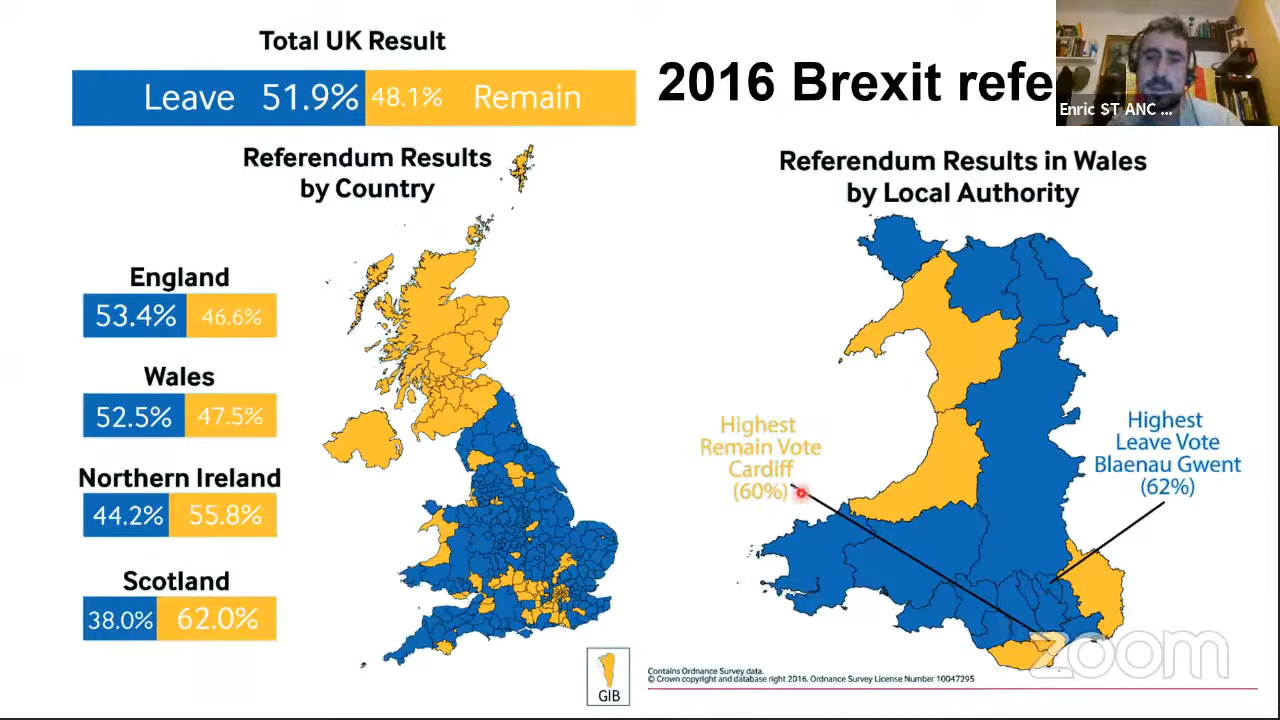 Total UK Result
Leave 51.9% 48.1% Remain
2016 Brexit refe
Enric ST ANC ...
Referendum Results
by Country
England
53.4% 46.6%
Wales
52.5% 47.5%
Northern Ireland
44.2% 55.8%
Scotland
38.0% 62.0%
GIB
Referendum Results in Wales
by Local Authority
Highest
Remain Vote
Cardiff
(60%)
Highest
Leave Vote
Blaenau Gwent
(62%)
Contains Ordnance Survey data.
© Crown copyright and database right 2016. Ordnance Survey License Number 10047295
zoom